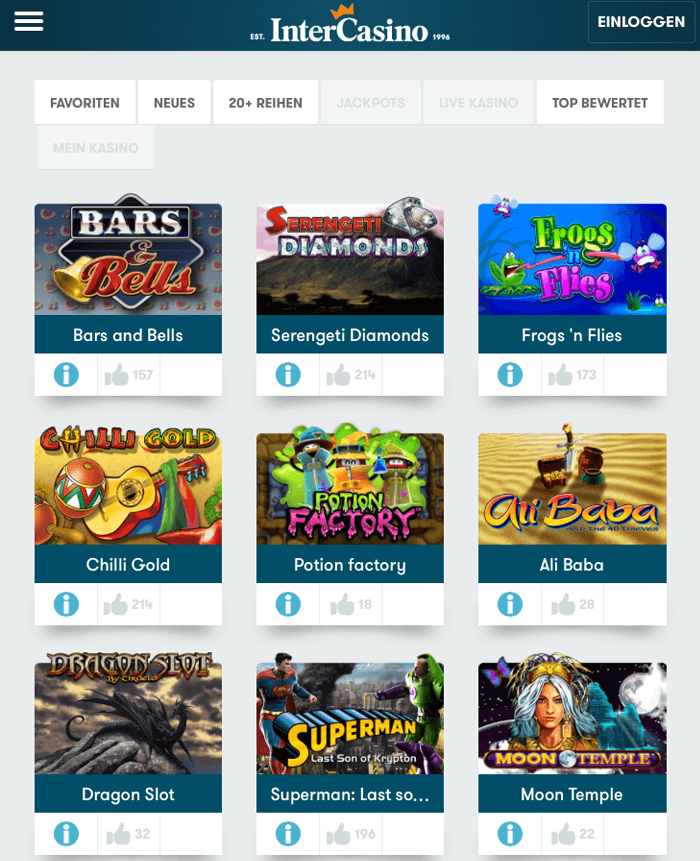 EST. InterCasino 1996
EINLOGGEN
FAVORITEN
NEUES
20+ REIHEN
JACKPOTS
LIVE KASINO
TOP BEWERTET
MEIN KASINO
BARS
&
Bells
Bars and Bells
157
SERENGETI
DIAMONDS
Serengeti Diamonds
214
Frogs
n
Flies
Frogs 'n Flies
173
CHILLI GOLD
Chilli Gold
214
POTION
FACTORY
Potion factory
18
Ali Baba
AND THE 40 THIEVES
Ali Baba
28
DRAGON SLOT
By Ciruelo
Dragon Slot
32
SUPERMAN
Last Son of Krypton
Superman: Last so...
196
MOON TEMPLE
Moon Temple
22